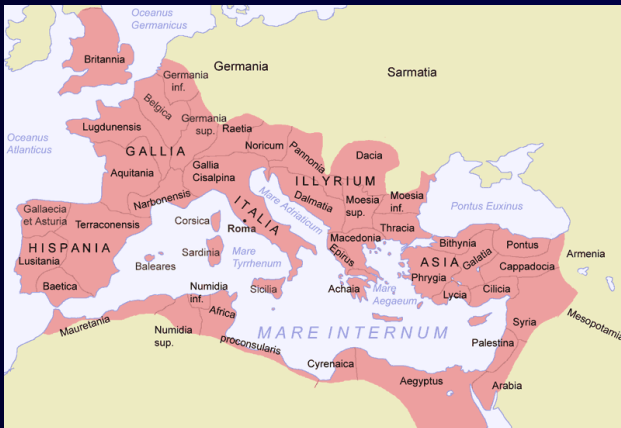 Oceanus
Germanicus
Britannia
Germania
Sarmatia
Germania
inf.
Belgica
Oceanus
Atlanticus
Lugdunensis
Germania
sup.
Raetia
Noricum
Pannonia
Dacia
GALLIA
Gallia
Cisalpina
Aquitania
ILLYRIUM
Dalmatia
Moesia
sup.
Moesia
inf.
Narbonensis
ITALIA
Mare Adriaticum
Pontus Euxinus
Gallaecia
et Asturia
Terraconensis
Corsica
Roma
Thracia
Macedonia
Bithynia
Pontus
HISPANIA
Sardinia
Mare
Tyrrhenum
Epirus
ASIA
Galatia
Armenia
Lusitania
Baleares
Phrygia
Cappadocia
Baetica
Numidia
inf.
Sicilia
Achaia
Mare
Aegaeum
Lycia
Cilicia
Africa
Mauretania
Numidia
sup.
proconsularis
MARE INTERNUM
Syria
Mesopotamia
Palestina
Cyrenaica
Aegyptus
Arabia